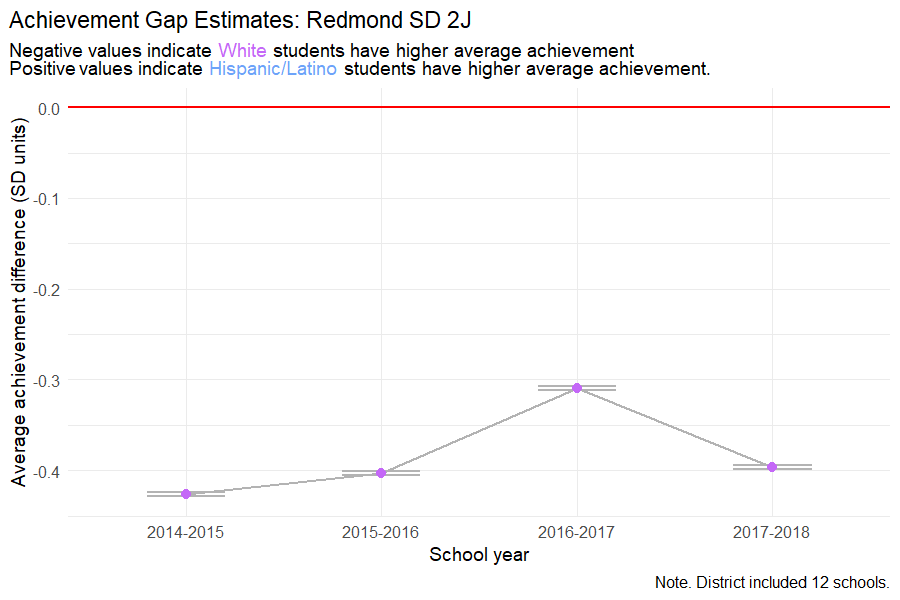 Achievement Gap Estimates: Redmond SD 2J
Negative values indicate White students have higher average achievement
Positive values indicate Hispanic/Latino students have higher average achievement.
Average achievement difference (SD units)
0.0
-0.1
-0.2
-0.3
-0.4
2014-2015
2015-2016
2016-2017
2017-2018
School year
Note. District included 12 schools.